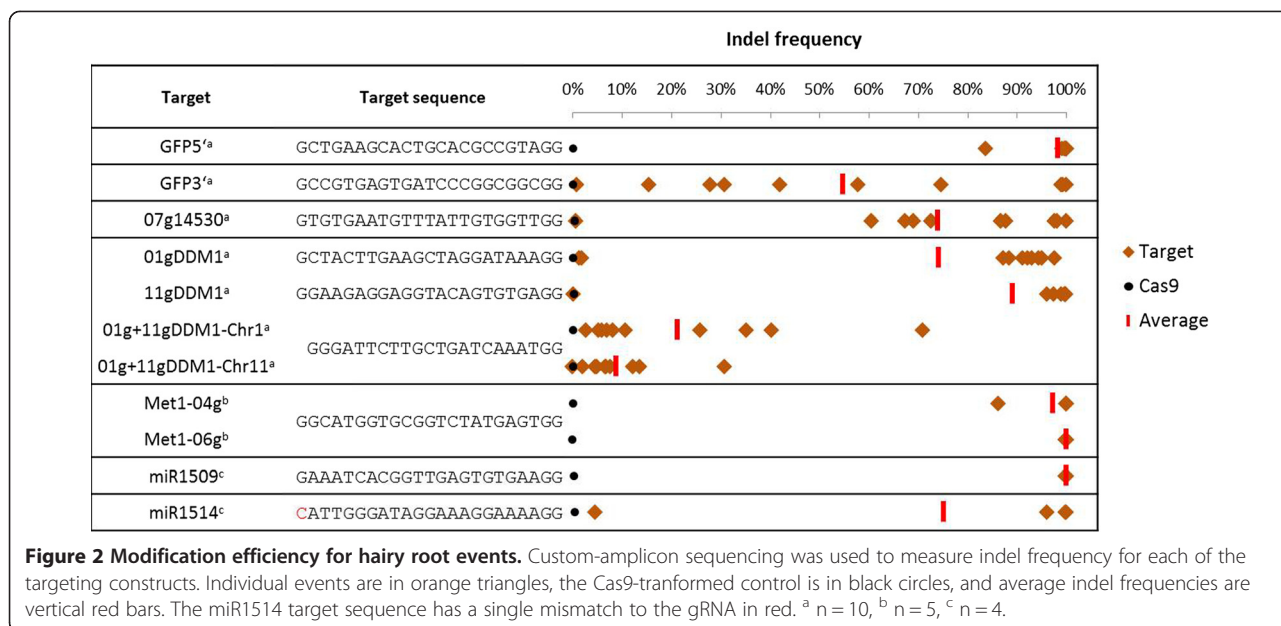 Indel frequency
Target Target sequence 0% 10% 20% 30% 40% 50% 60% 70% 80% 90% 100%
GFP5‘ᵃ GCTGAAGCACTGCACGCCGTAGG
GFP3‘ᵃ GCCGTGAGTGATCCCGGCGGCGG
07g14530ᵃ GTGTGAATGTTTATTGTGGTTGG
01gDDM1ᵃ GCTACTTGAAGCTAGGATAAAGG
11gDDM1ᵃ GGAAGAGGAGGTACAGTGTGAGG
01g+11gDDM1-Chr1ᵃ
GGGATTCTTGCTGATCAAATGG
01g+11gDDM1-Chr11ᵃ
Met1-04gᵇ
GGCATGGTGCGGTCTATGAGTGG
Met1-06gᵇ
miR1509ᶜ GAAATCACGGTTGAGTGTGAAGG
miR1514ᶜ CATTGGGATAGGAAAGGAAAAGG
Target
Cas9
Average
Figure 2 Modification efficiency for hairy root events. Custom-amplicon sequencing was used to measure indel frequency for each of the
targeting constructs. Individual events are in orange triangles, the Cas9-tranformed control is in black circles, and average indel frequencies are
vertical red bars. The miR1514 target sequence has a single mismatch to the gRNA in red. ᵃ n = 10, ᵇ n = 5, ᶜ n = 4.